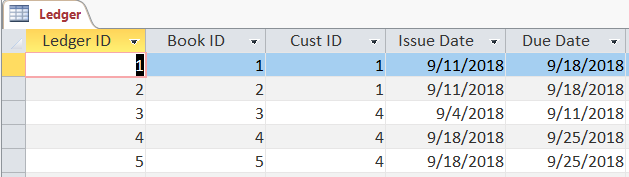 Ledger
Ledger ID Book ID Cust ID Issue Date Due Date
1 1 1 9/11/2018 9/18/2018
2 2 1 9/11/2018 9/18/2018
3 3 4 9/4/2018 9/11/2018
4 4 4 9/18/2018 9/25/2018
5 5 4 9/18/2018 9/25/2018